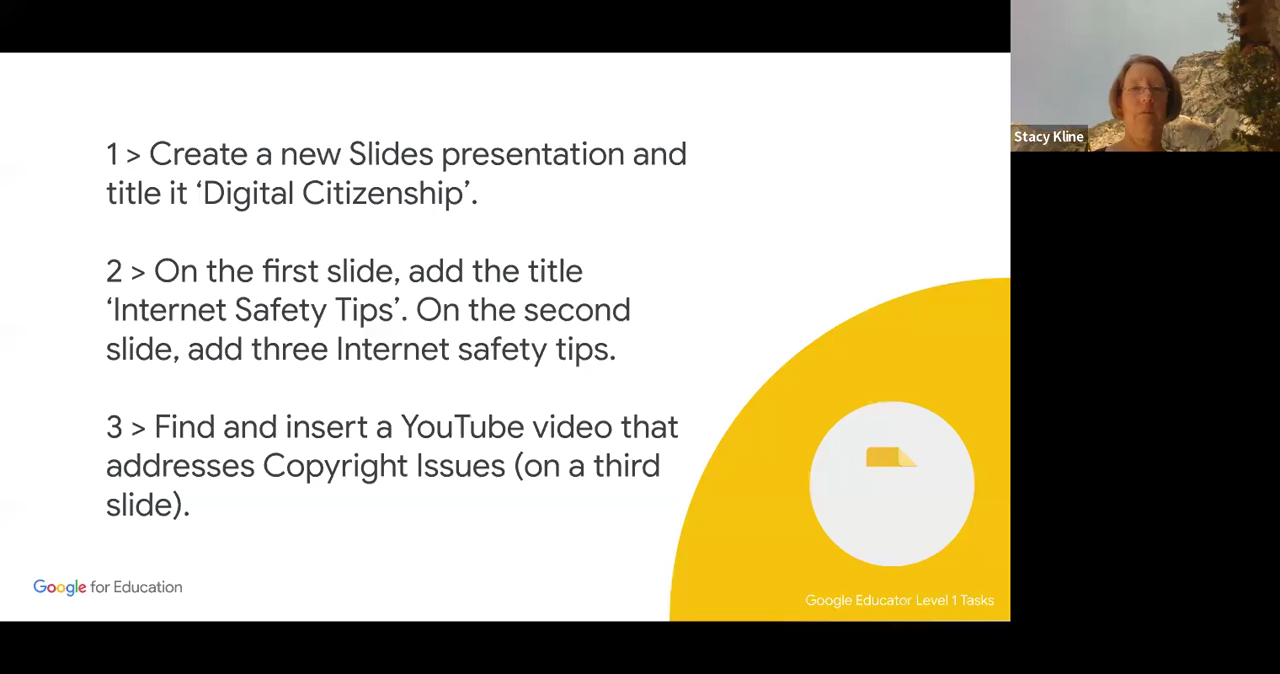 1 > Create a new Slides presentation and
title it ‘Digital Citizenship’.
2 > On the first slide, add the title
‘Internet Safety Tips’. On the second
slide, add three Internet safety tips.
3 > Find and insert a YouTube video that
addresses Copyright Issues (on a third
slide).
Google for Education
Google Educator Level 1 Tasks
Stacy Kline